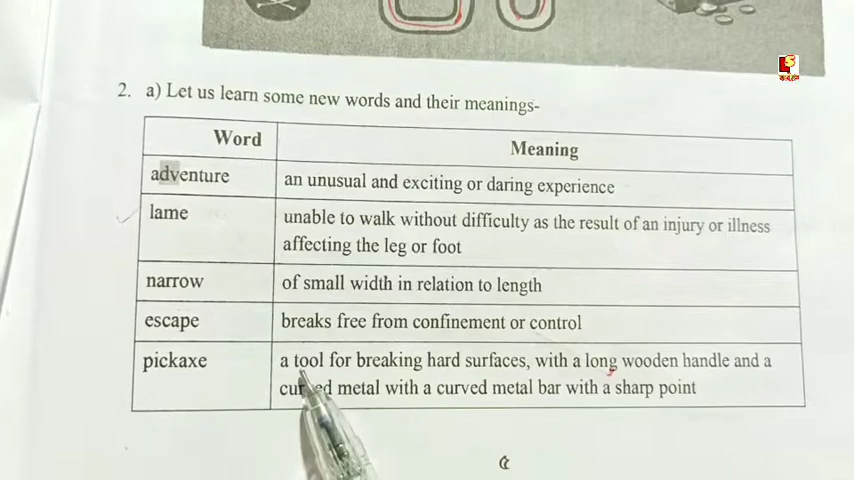 2. a) Let us learn some new words and their meanings-
Word Meaning
adventure an unusual and exciting or daring experience
lame unable to walk without difficulty as the result of an injury or illness
affecting the leg or foot
narrow of small width in relation to length
escape breaks free from confinement or control
pickaxe a tool for breaking hard surfaces, with a long wooden handle and a
curved metal with a curved metal bar with a sharp point